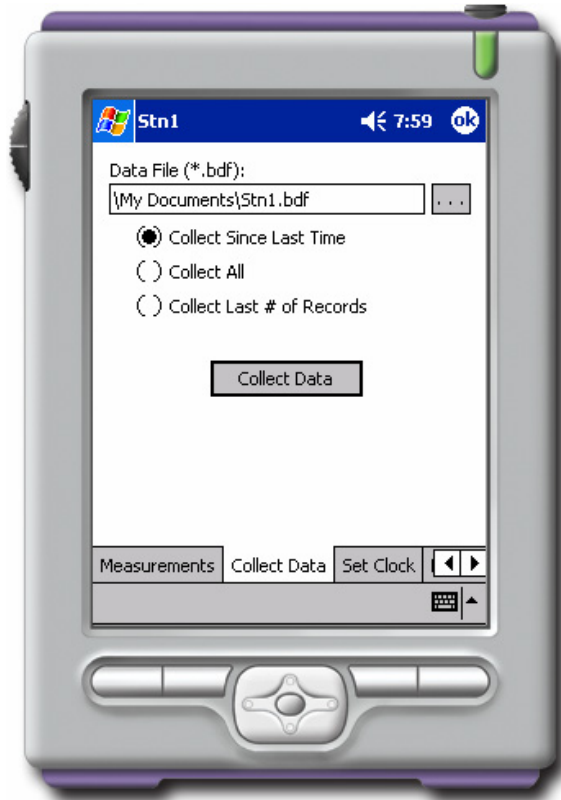 Stn1 7:59 ok
Data File (*.bdf):
\My Documents\Stn1.bdf ...
Collect Since Last Time
Collect All
Collect Last # of Records
Collect Data
Measurements Collect Data Set Clock